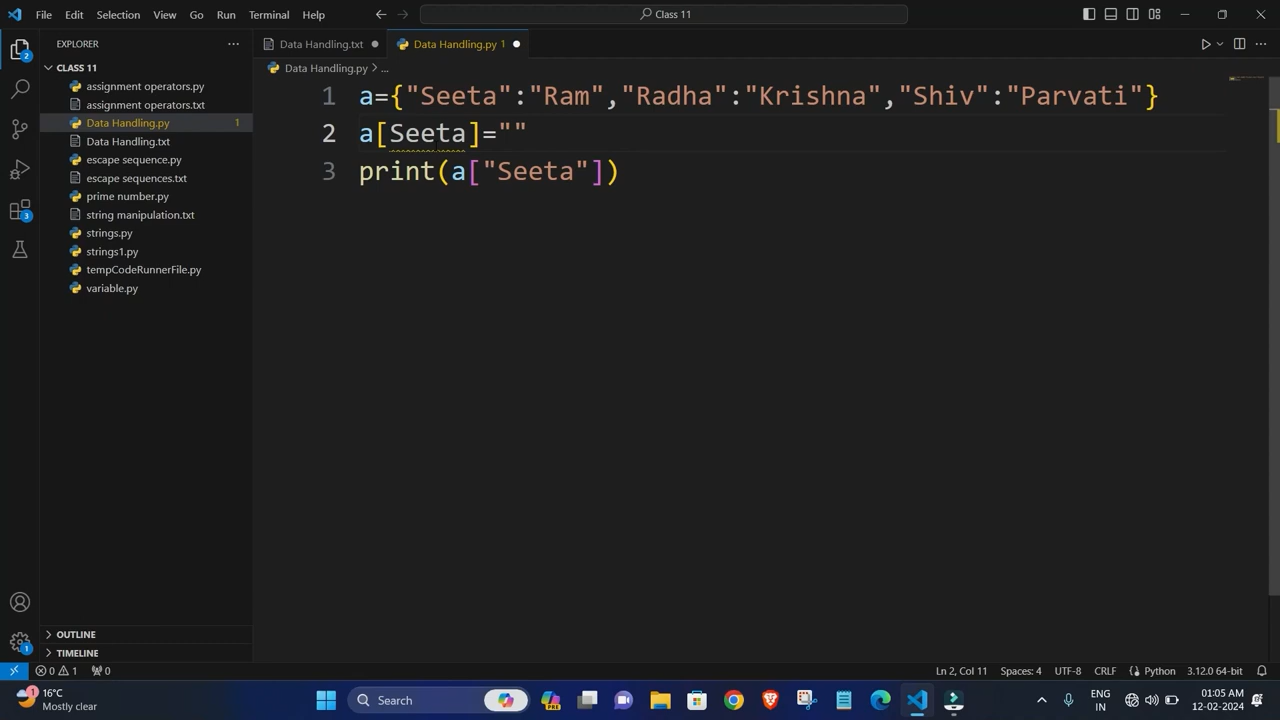 File Edit Selection View Go Run Terminal Help
Class 11
EXPLORER
Data Handling.txt
Data Handling.py 1
CLASS 11
Data Handling.py > ...
assignment operators.py
assignment operators.txt
Data Handling.py 1
Data Handling.txt
escape sequence.py
escape sequences.txt
prime number.py
string manipulation.txt
strings.py
strings1.py
tempCodeRunnerFile.py
variable.py
1 a={"Seeta":"Ram","Radha":"Krishna","Shiv":"Parvati"}
2 a[Seeta]=""
3 print(a["Seeta"])
2
3
OUTLINE
TIMELINE
1
0 1 0
Ln 2, Col 11 Spaces: 4 UTF-8 CRLF Python 3.12.0 64-bit
1
16°C
Mostly clear
Search
PRE
ENG
IN
01:05 AM
12-02-2024